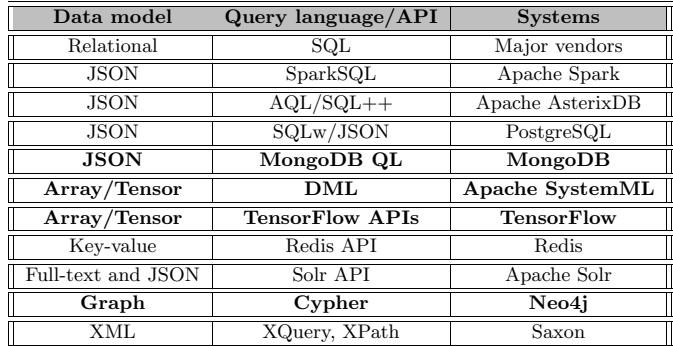 Data model Query language/API Systems
Relational SQL Major vendors
JSON SparkSQL Apache Spark
JSON AQL/SQL++ Apache AsterixDB
JSON SQLw/JSON PostgreSQL
JSON MongoDB QL MongoDB
Array/Tensor DML Apache SystemML
Array/Tensor TensorFlow APIs TensorFlow
Key-value Redis API Redis
Full-text and JSON Solr API Apache Solr
Graph Cypher Neo4j
XML XQuery, XPath Saxon